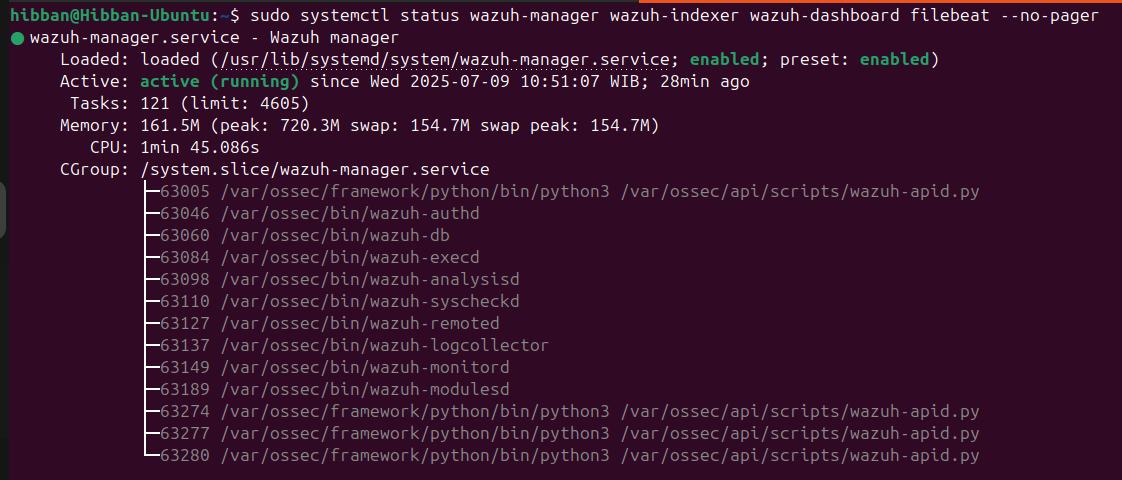 hibban@Hibban-Ubuntu:~$ sudo systemctl status wazuh-manager wazuh-indexer wazuh-dashboard filebeat --no-pager
● wazuh-manager.service - Wazuh manager
     Loaded: loaded (/usr/lib/systemd/system/wazuh-manager.service; enabled; preset: enabled)
     Active: active (running) since Wed 2025-07-09 10:51:07 WIB; 28min ago
      Tasks: 121 (limit: 4605)
     Memory: 161.5M (peak: 720.3M swap: 154.7M swap peak: 154.7M)
        CPU: 1min 45.086s
     CGroup: /system.slice/wazuh-manager.service
             ├─63005 /var/ossec/framework/python/bin/python3 /var/ossec/api/scripts/wazuh-apid.py
             ├─63046 /var/ossec/bin/wazuh-authd
             ├─63060 /var/ossec/bin/wazuh-db
             ├─63084 /var/ossec/bin/wazuh-execd
             ├─63098 /var/ossec/bin/wazuh-analysisd
             ├─63110 /var/ossec/bin/wazuh-syscheckd
             ├─63127 /var/ossec/bin/wazuh-remoted
             ├─63137 /var/ossec/bin/wazuh-logcollector
             ├─63149 /var/ossec/bin/wazuh-monitord
             ├─63189 /var/ossec/bin/wazuh-modulesd
             ├─63274 /var/ossec/framework/python/bin/python3 /var/ossec/api/scripts/wazuh-apid.py
             ├─63277 /var/ossec/framework/python/bin/python3 /var/ossec/api/scripts/wazuh-apid.py
             └─63280 /var/ossec/framework/python/bin/python3 /var/ossec/api/scripts/wazuh-apid.py